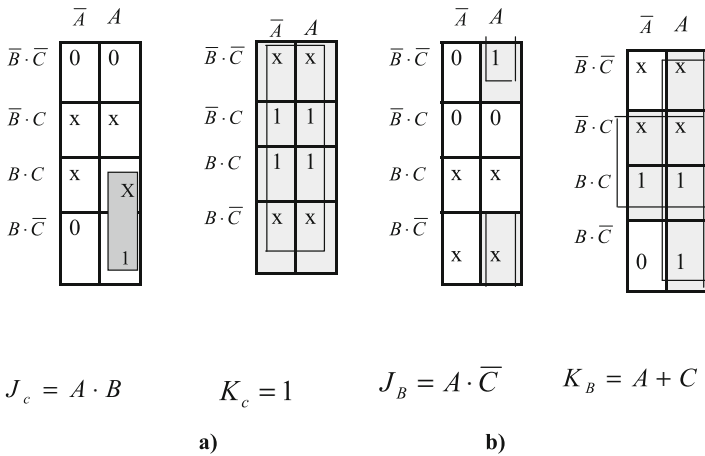 A̅ A A̅ A A̅ A A̅ A
B̅ · C̅ 0 0 B̅ · C̅ x x B̅ · C̅ 0 1 B̅ · C̅ x x
B̅ · C x x B̅ · C 1 1 B̅ · C 0 0 B̅ · C x x
B · C x x B · C 1 1 B · C x x B · C 1 1
B · C̅ 0 1 B · C̅ x x B · C̅ x x B · C̅ 0 1
J_c = A · B K_c = 1 J_B = A · C̅ K_B = A + C
a) b)